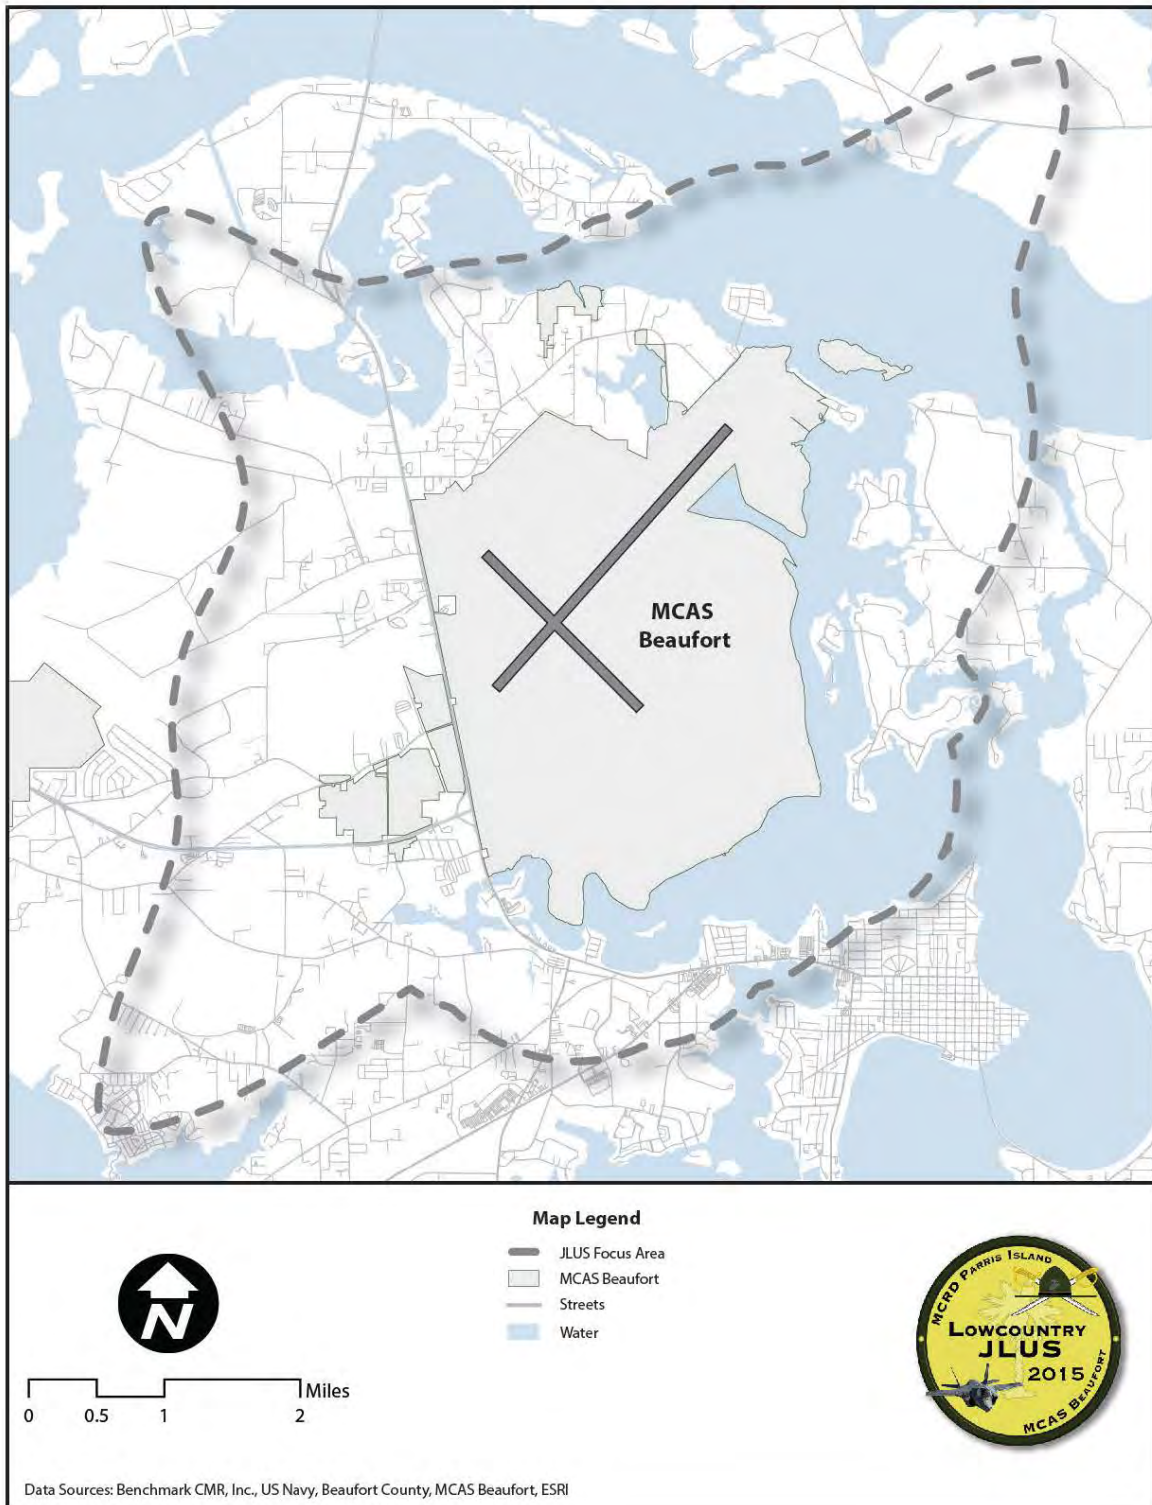 MCAS
Beaufort
Map Legend
JLUS Focus Area
MCAS Beaufort
Streets
Water
N
Miles
0 0.5 1 2
MCRD PARRIS ISLAND
LOWCOUNTRY
JLUS
2015
MCAS BEAUFORT
Data Sources: Benchmark CMR, Inc., US Navy, Beaufort County, MCAS Beaufort, ESRI